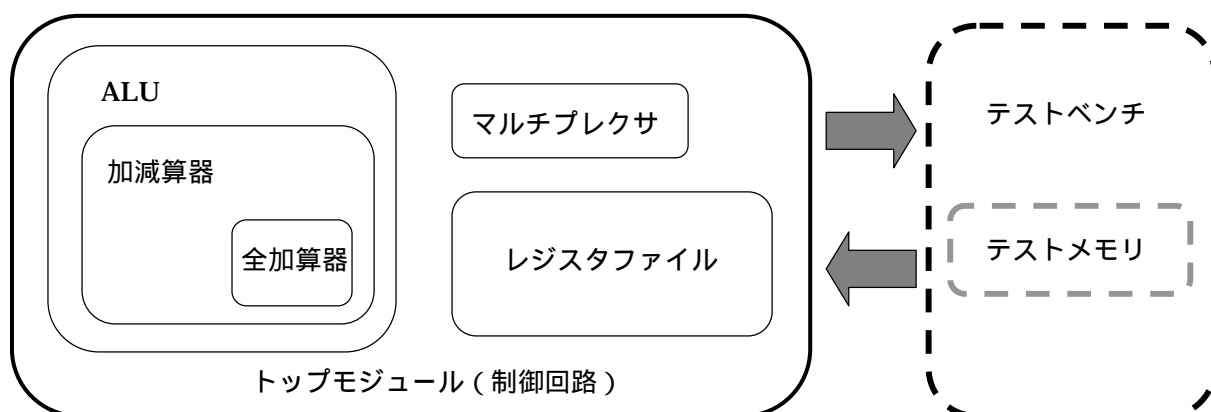 ALU
加減算器
全加算器
マルチプレクサ
レジスタファイル
トップモジュール(制御回路)
テストベンチ
テストメモリ